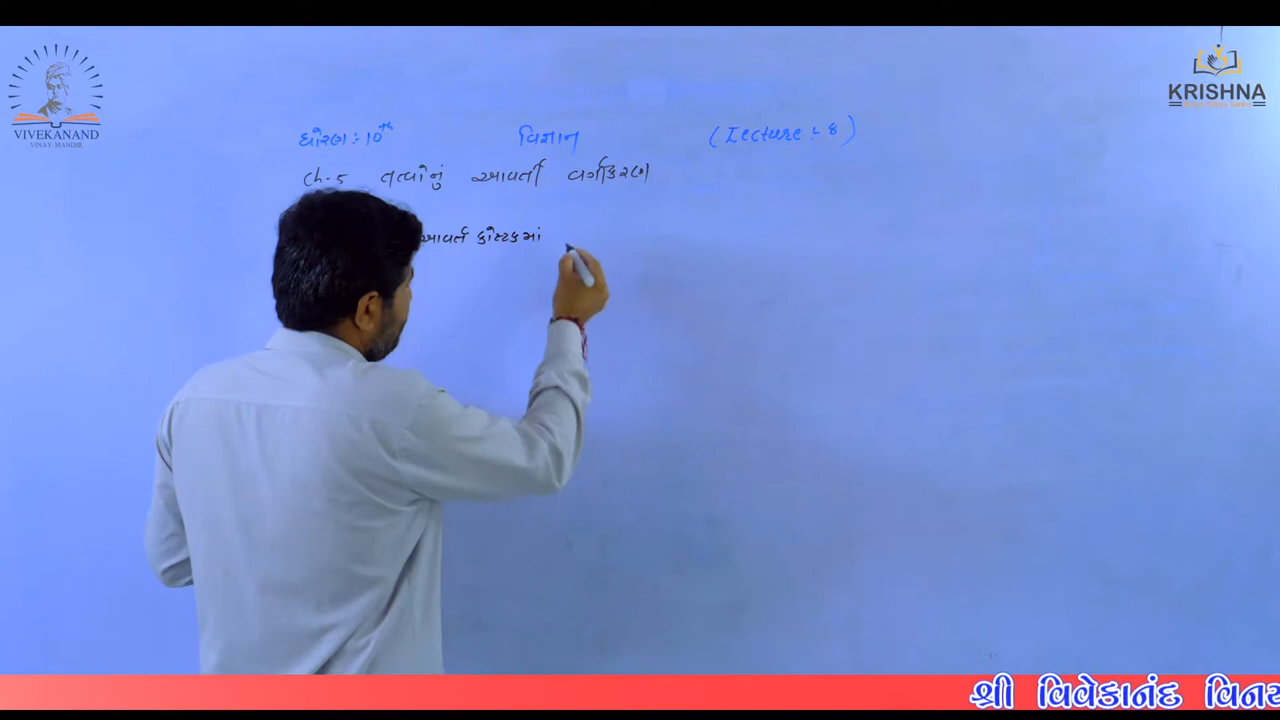 VIVEKANAND
VINAY MANDIR
KRISHNA
ધોરણ : 10th વિજ્ઞાન (Lecture :- 8)
Ch-5 તત્વોનું આવર્તી વર્ગીકરણ
આવર્ત કોષ્ટકમાં
શ્રી વિવેકાનંદ વિનય